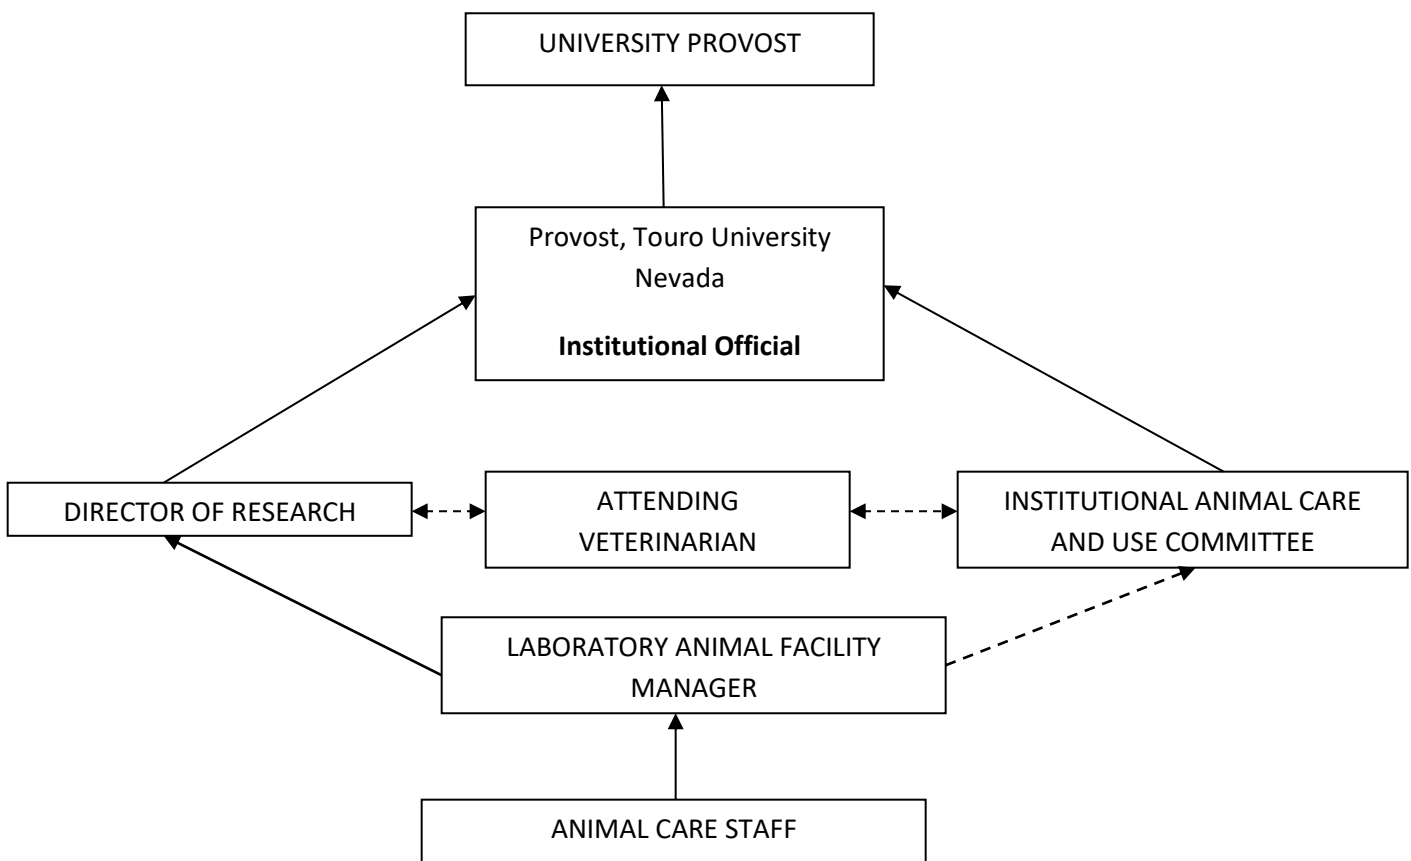 UNIVERSITY PROVOST
Provost, Touro University
Nevada
Institutional Official
DIRECTOR OF RESEARCH
ATTENDING
VETERINARIAN
INSTITUTIONAL ANIMAL CARE
AND USE COMMITTEE
LABORATORY ANIMAL FACILITY
MANAGER
ANIMAL CARE STAFF